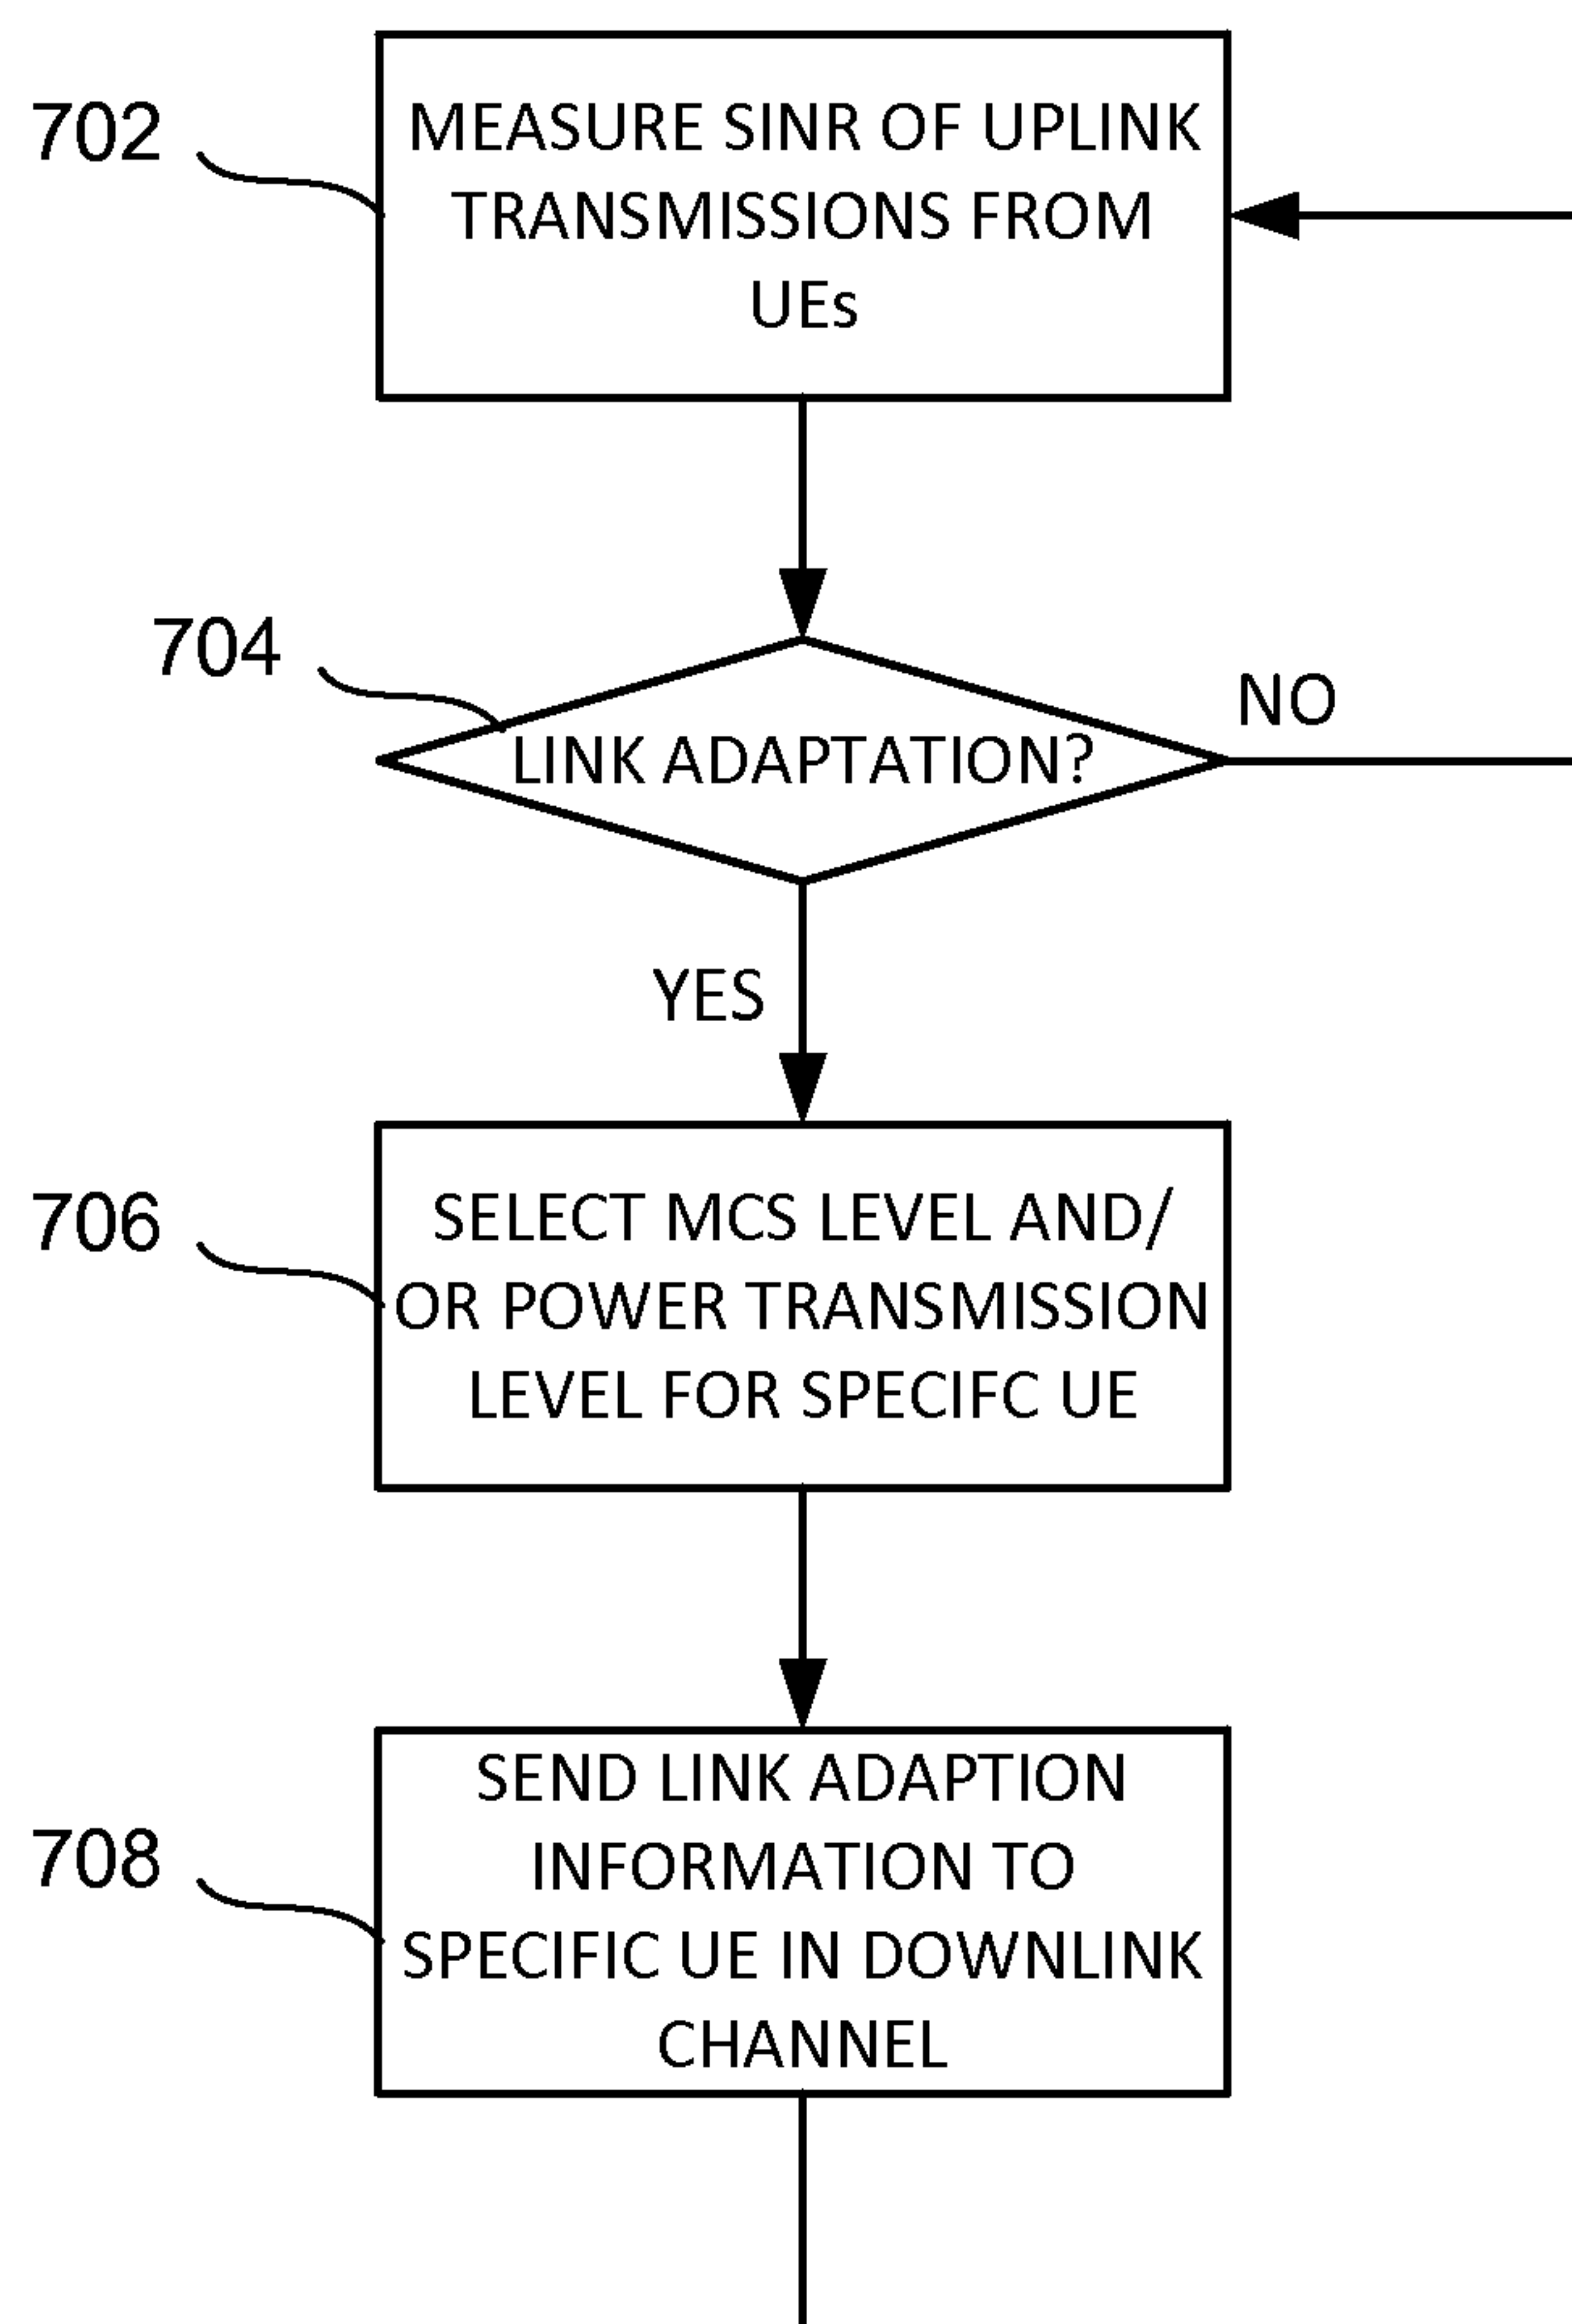 702
MEASURE SINR OF UPLINK
TRANSMISSIONS FROM
UEs
704
LINK ADAPTATION?
NO
YES
706
SELECT MCS LEVEL AND/
OR POWER TRANSMISSION
LEVEL FOR SPECIFC UE
708
SEND LINK ADAPTION
INFORMATION TO
SPECIFIC UE IN DOWNLINK
CHANNEL